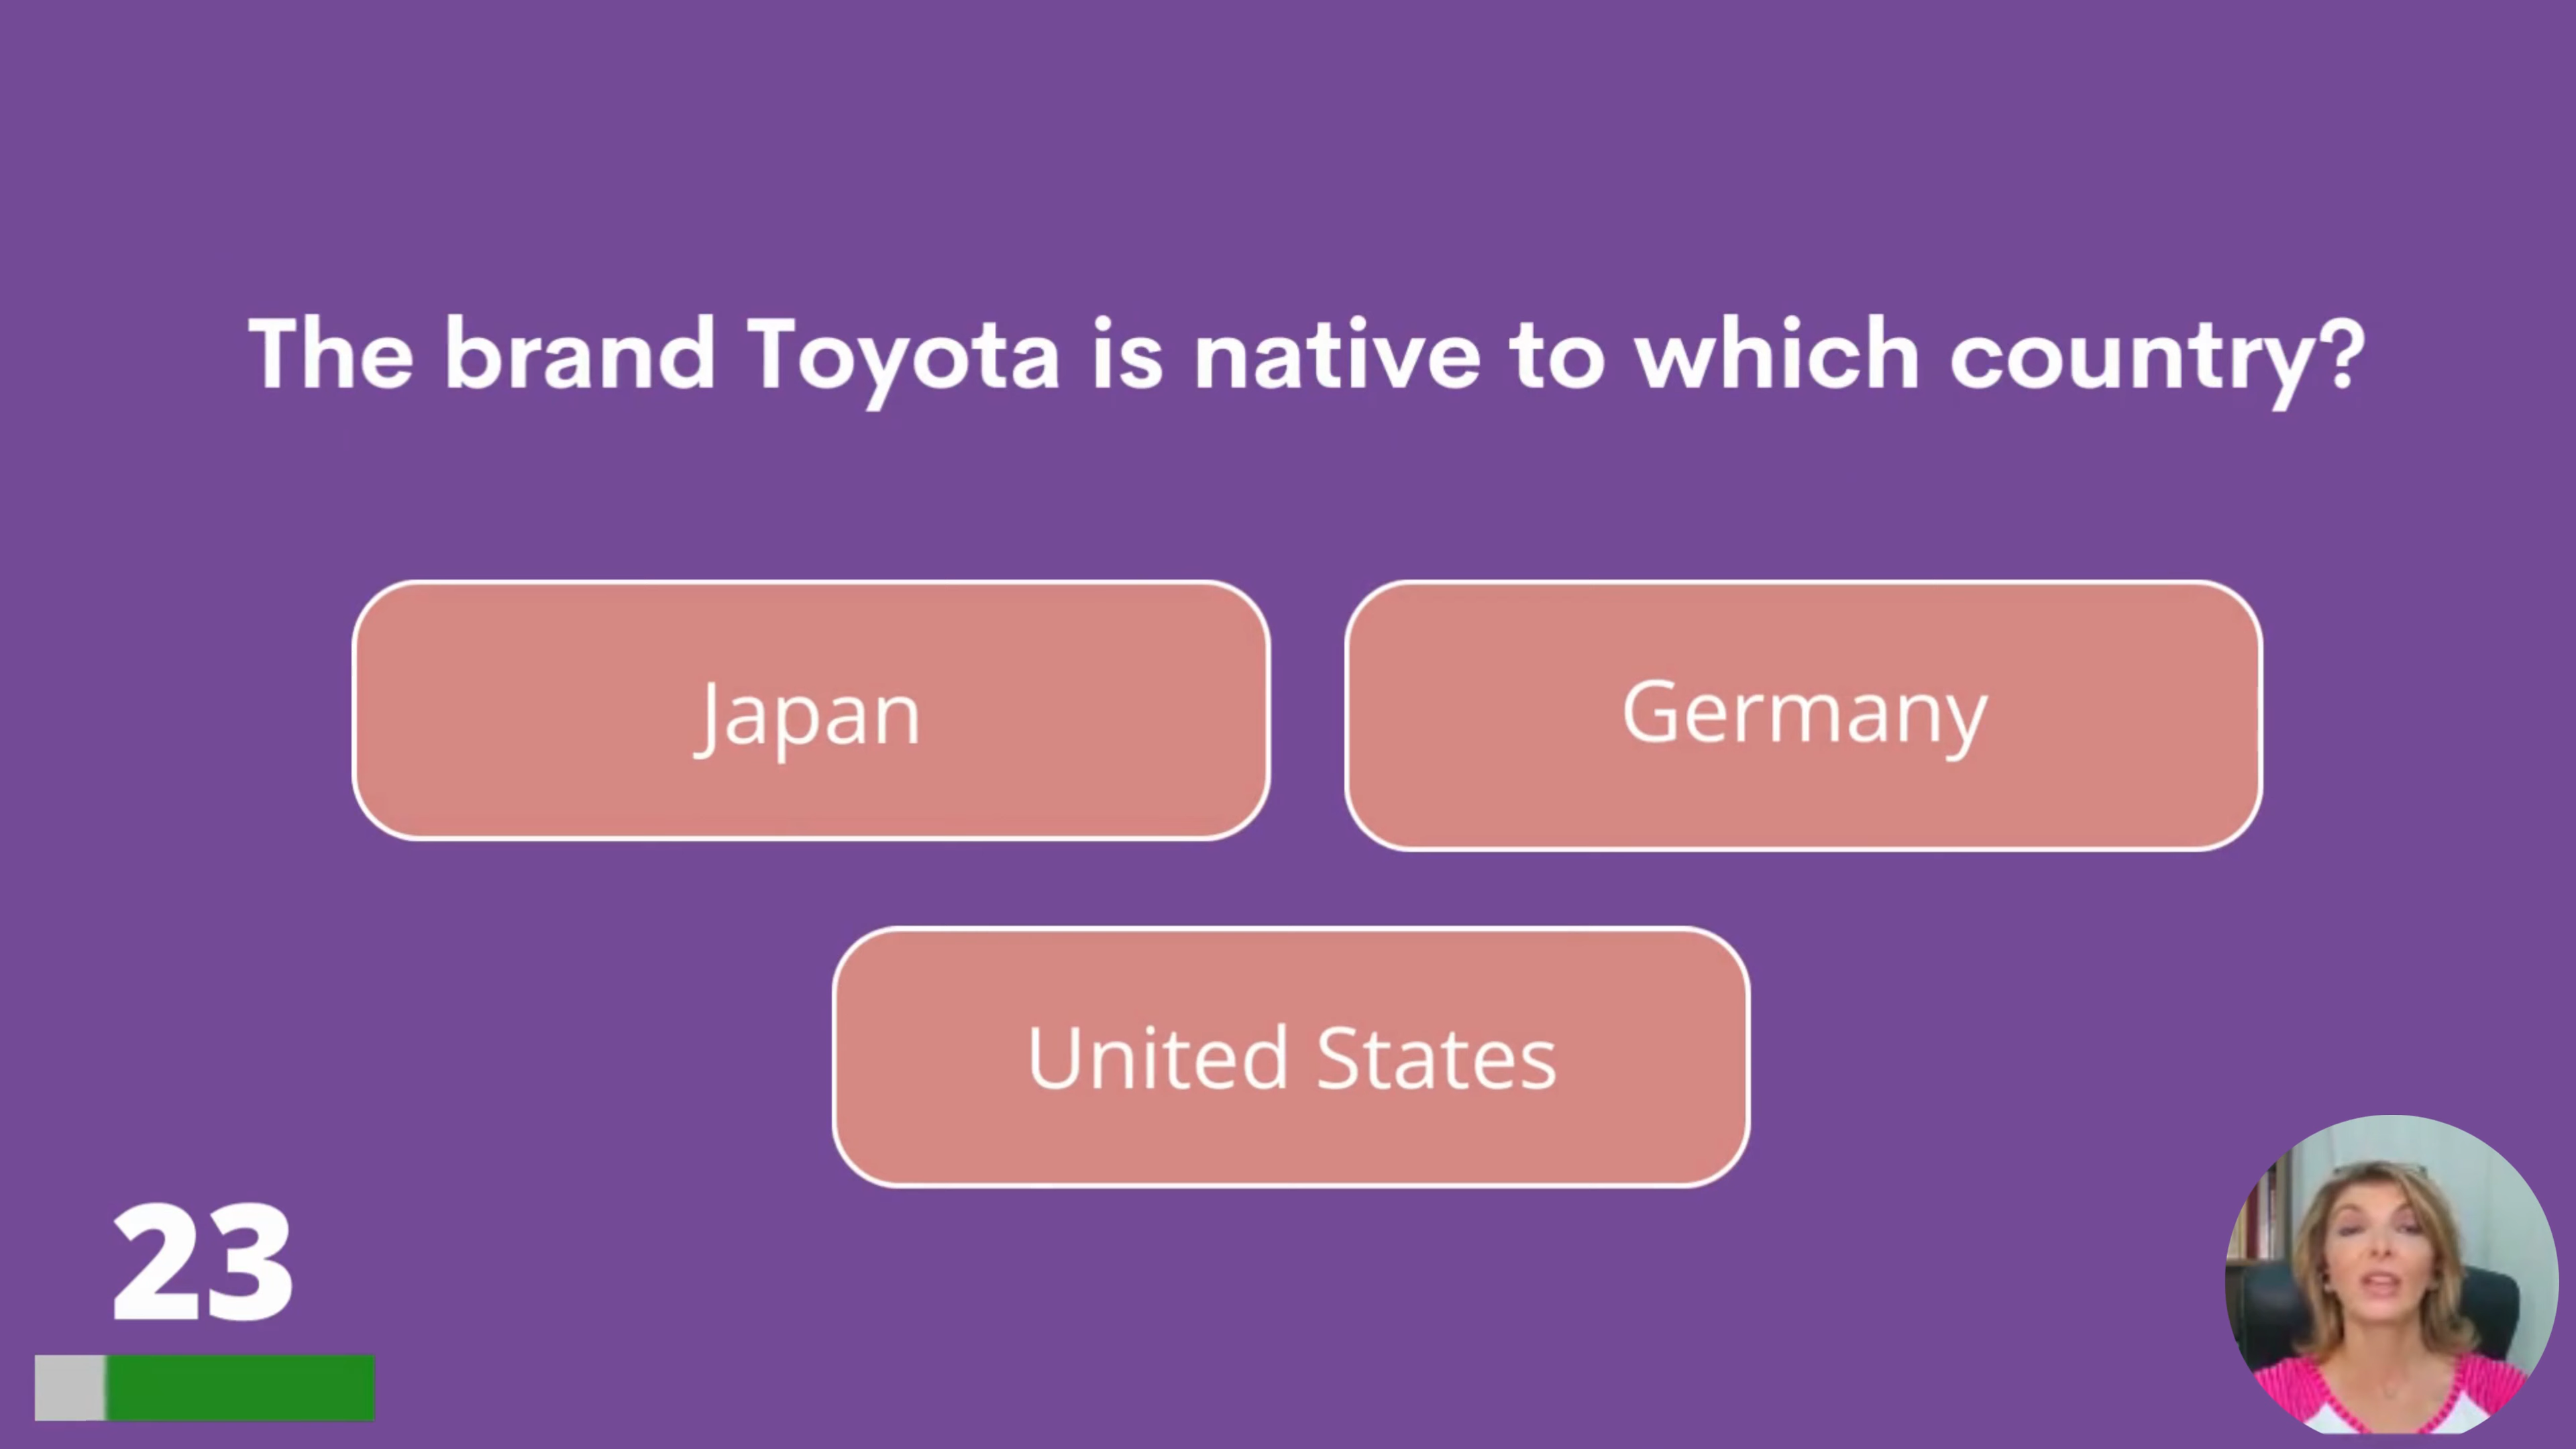 The brand Toyota is native to which country?
Japan
Germany
United States
23